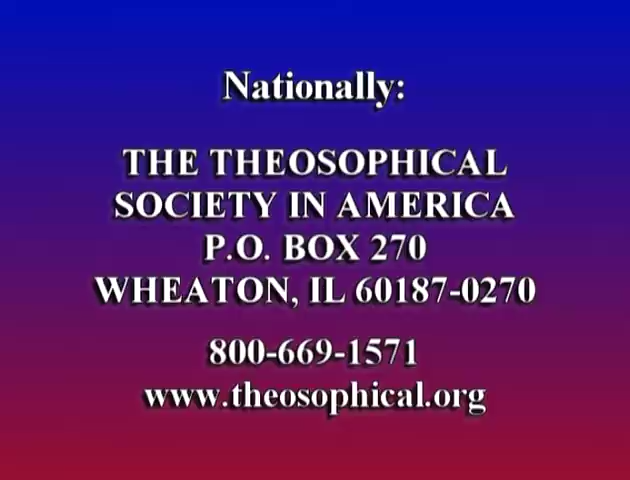 Nationally:
THE THEOSOPHICAL
SOCIETY IN AMERICA
P.O. BOX 270
WHEATON, IL 60187-0270
800-669-1571
www.theosophical.org